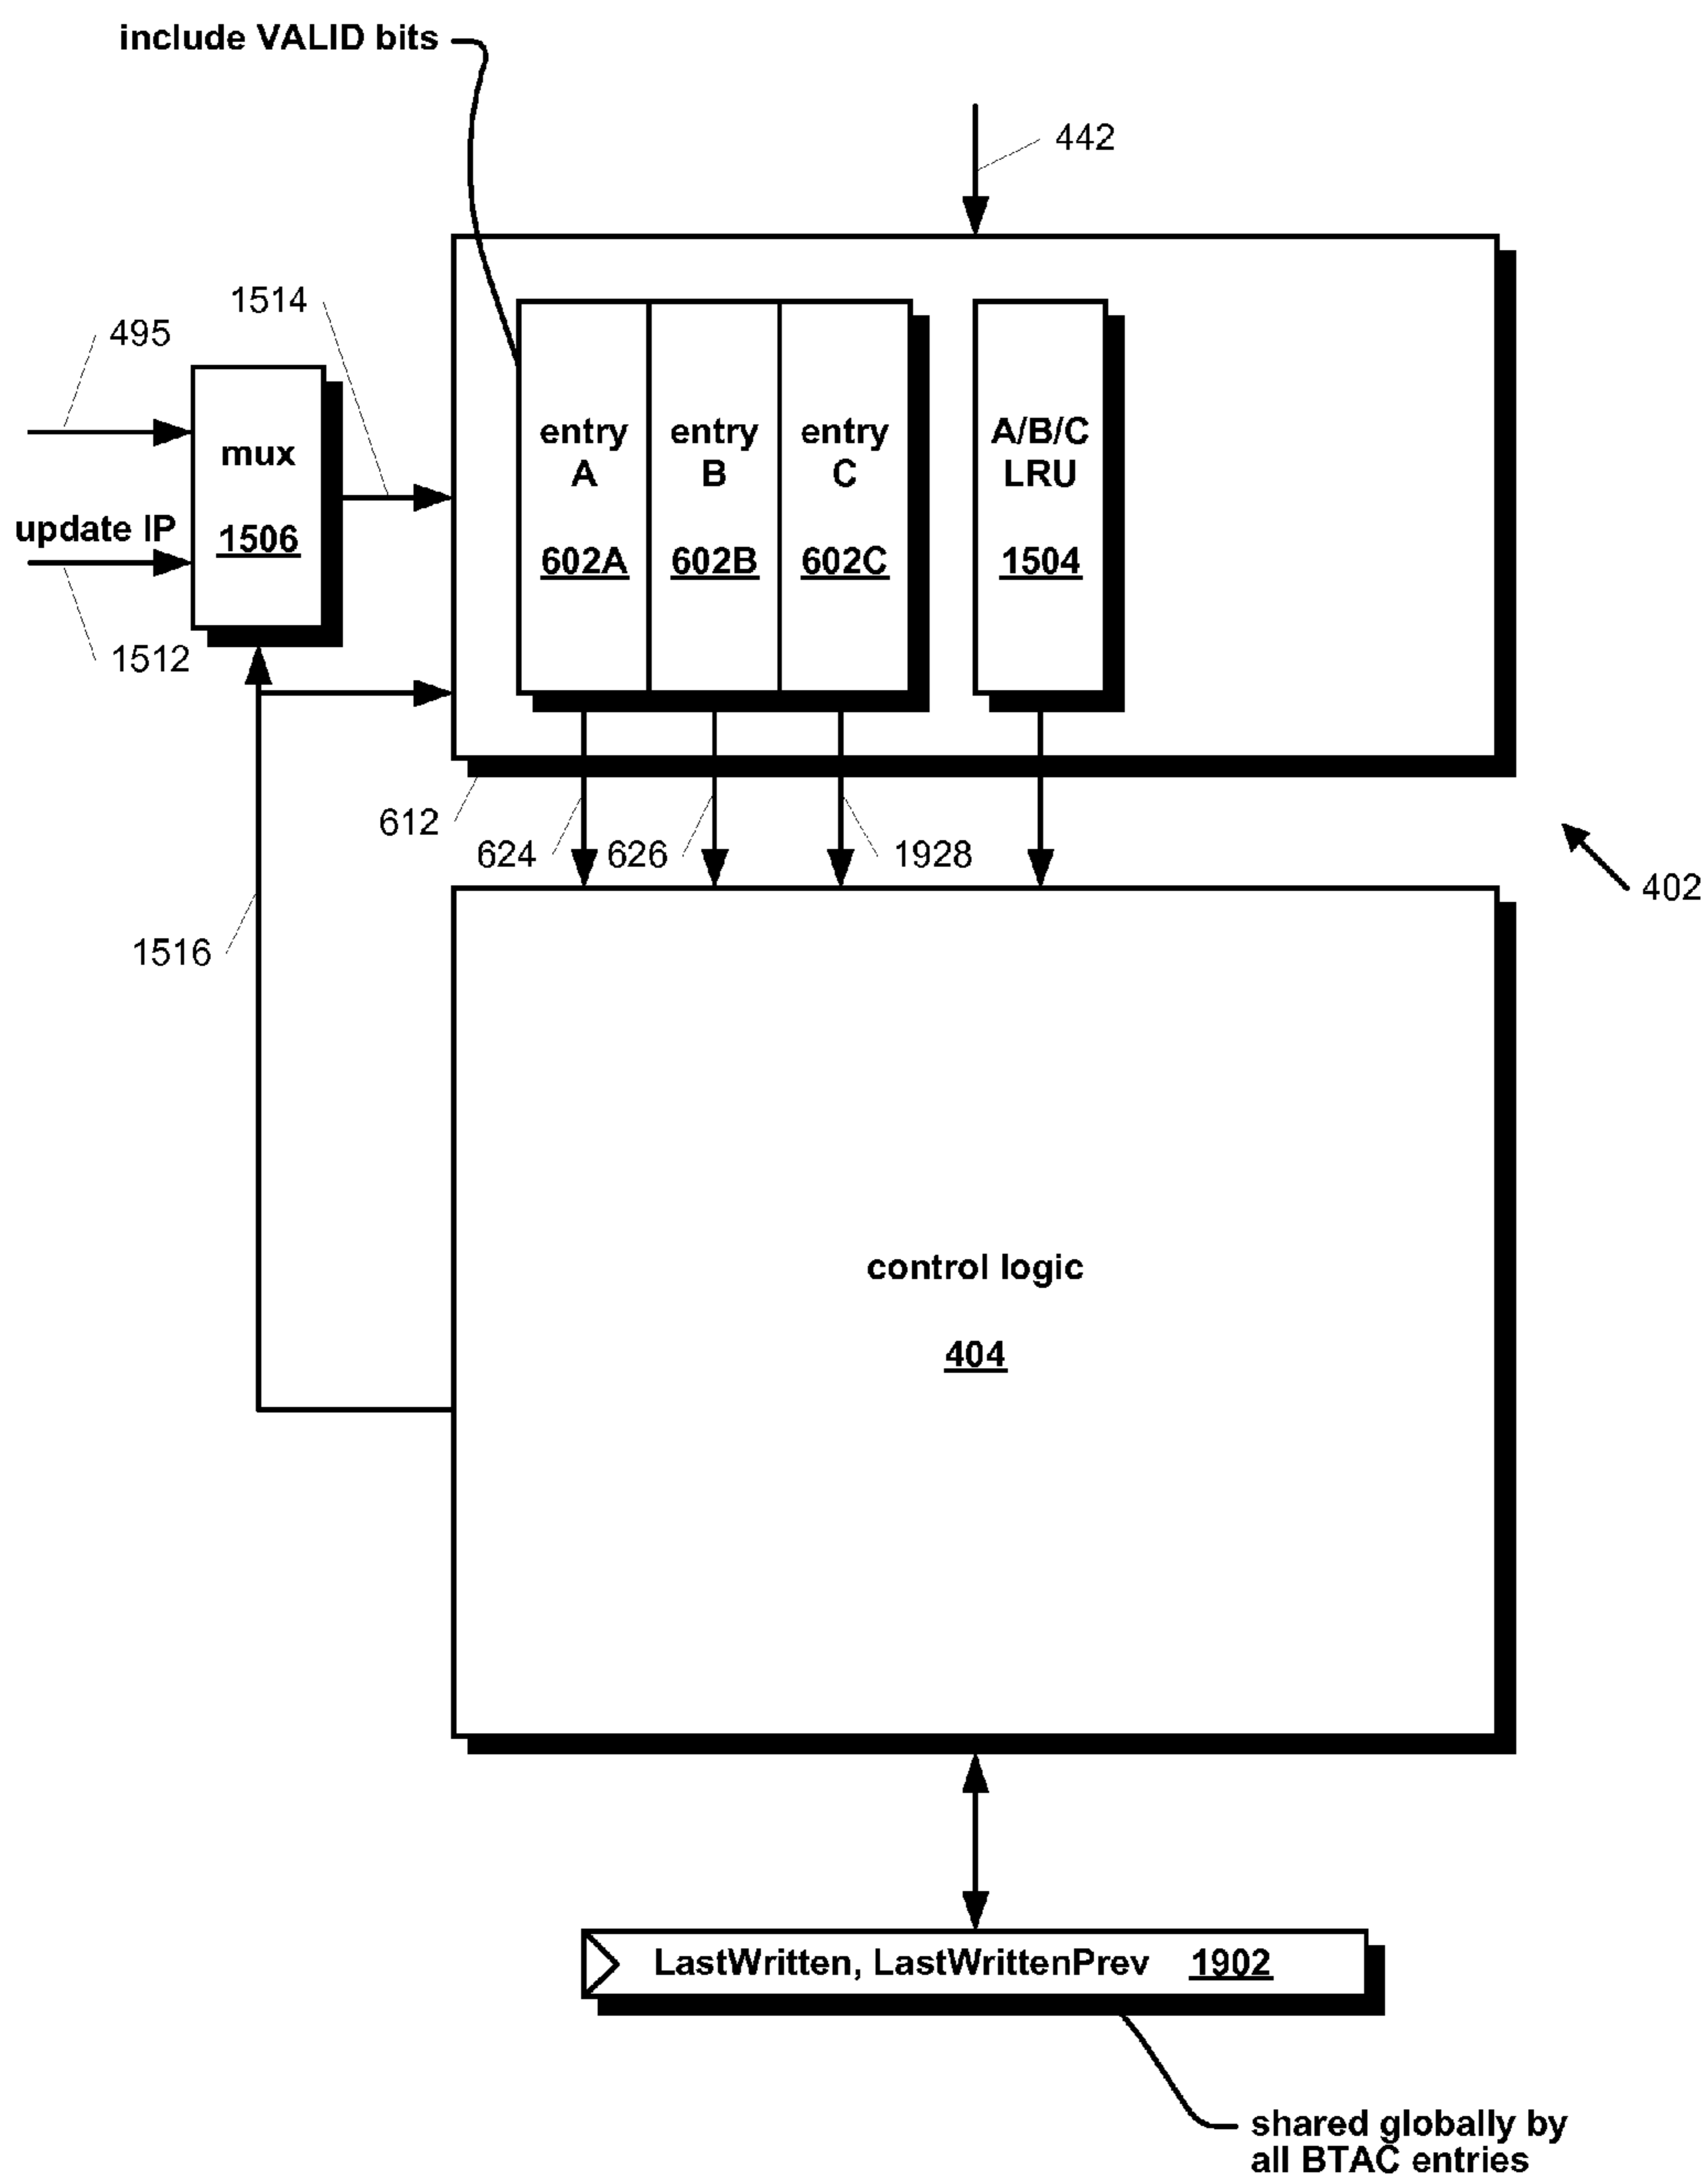 include VALID bits
442
1514
495
mux
1506
update IP
1512
entry
A
602A
entry
B
602B
entry
C
602C
A/B/C
LRU
1504
612
624
626
1928
402
1516
control logic
404
LastWritten, LastWrittenPrev 1902
shared globally by
all BTAC entries